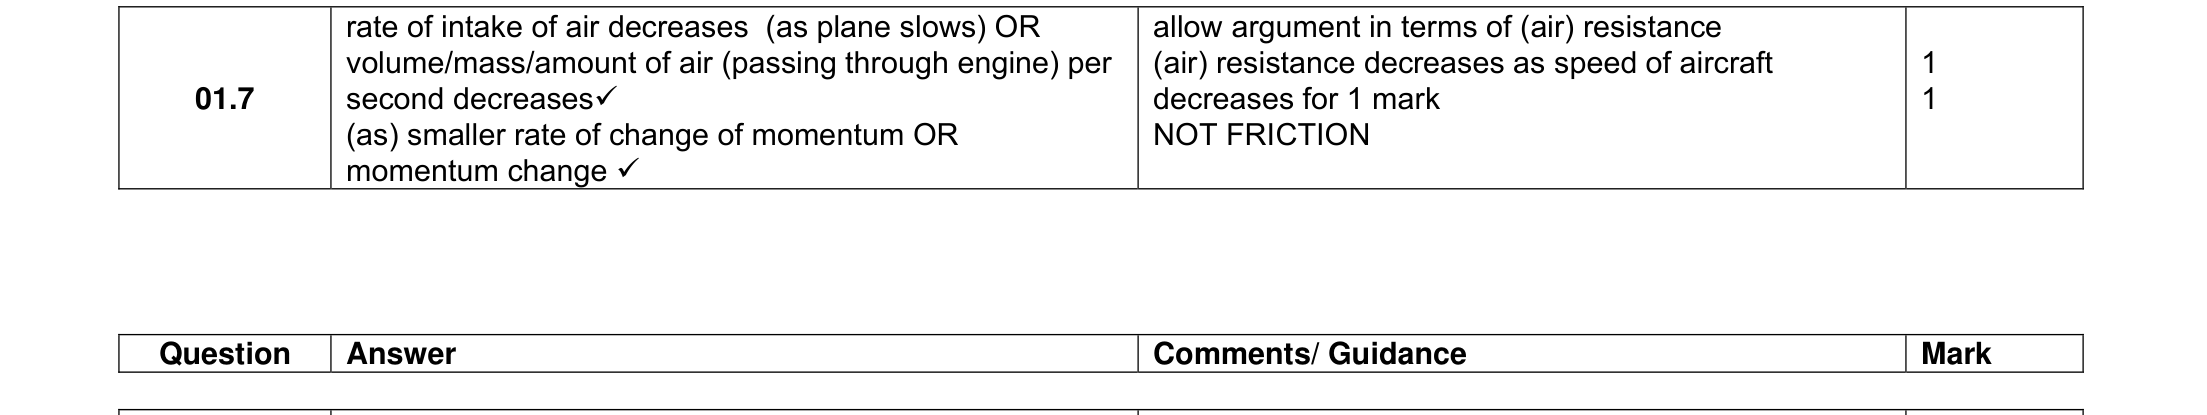 01.7
rate of intake of air decreases  (as plane slows) OR
volume/mass/amount of air (passing through engine) per
second decreases✓
(as) smaller rate of change of momentum OR
momentum change ✓
allow argument in terms of (air) resistance
(air) resistance decreases as speed of aircraft
decreases for 1 mark
NOT FRICTION
1
1
Question Answer Comments/ Guidance Mark